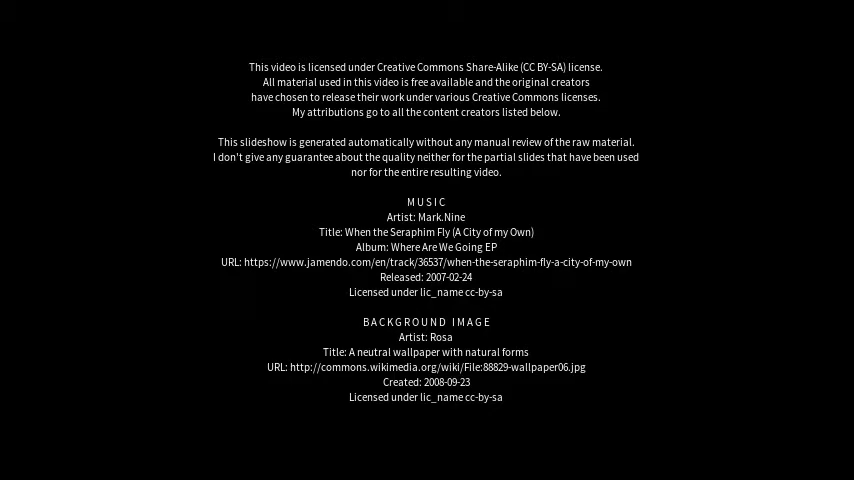 This video is licensed under Creative Commons Share-Alike (CC BY-SA) license.
All material used in this video is free available and the original creators
have chosen to release their work under various Creative Commons licenses.
My attributions go to all the content creators listed below.
This slideshow is generated automatically without any manual review of the raw material.
I don't give any guarantee about the quality neither for the partial slides that have been used
nor for the entire resulting video.
MUSIC
Artist: Mark.Nine
Title: When the Seraphim Fly (A City of my Own)
Album: Where Are We Going EP
URL: https://www.jamendo.com/en/track/36537/when-the-seraphim-fly-a-city-of-my-own
Released: 2007-02-24
Licensed under lic_name cc-by-sa
BACKGROUND IMAGE
Artist: Rosa
Title: A neutral wallpaper with natural forms
URL: http://commons.wikimedia.org/wiki/File:88829-wallpaper06.jpg
Created: 2008-09-23
Licensed under lic_name cc-by-sa